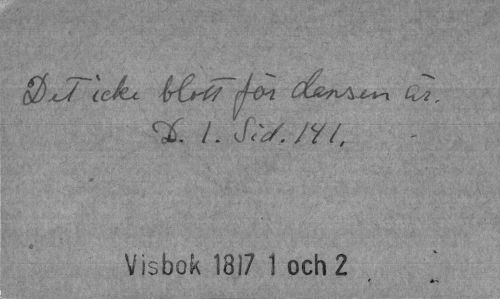 Det icke blott för dansen är.
D. 1. Sid. 141.
Visbok 1817 1 och 2